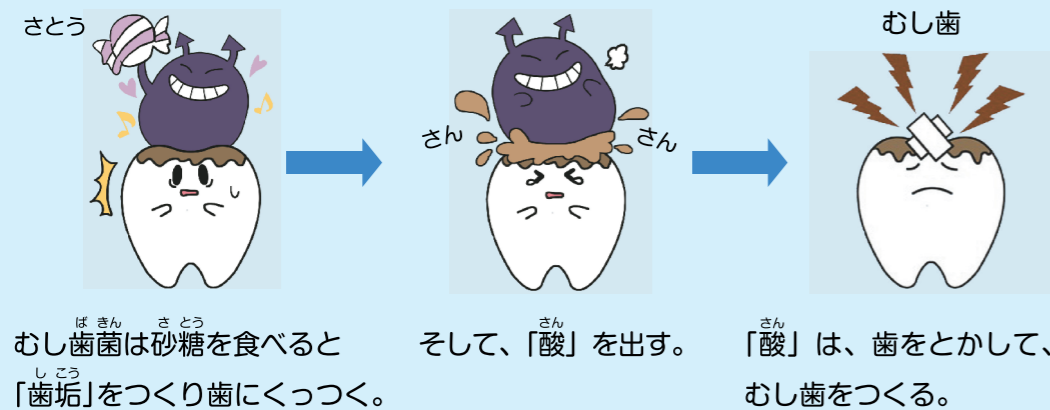 さとう
むし歯菌は砂糖を食べると
「歯垢」をつくり歯にくっつく。
さん
さん
そして、「酸」を出す。
むし歯
「酸」は、歯をとかして、
むし歯をつくる。